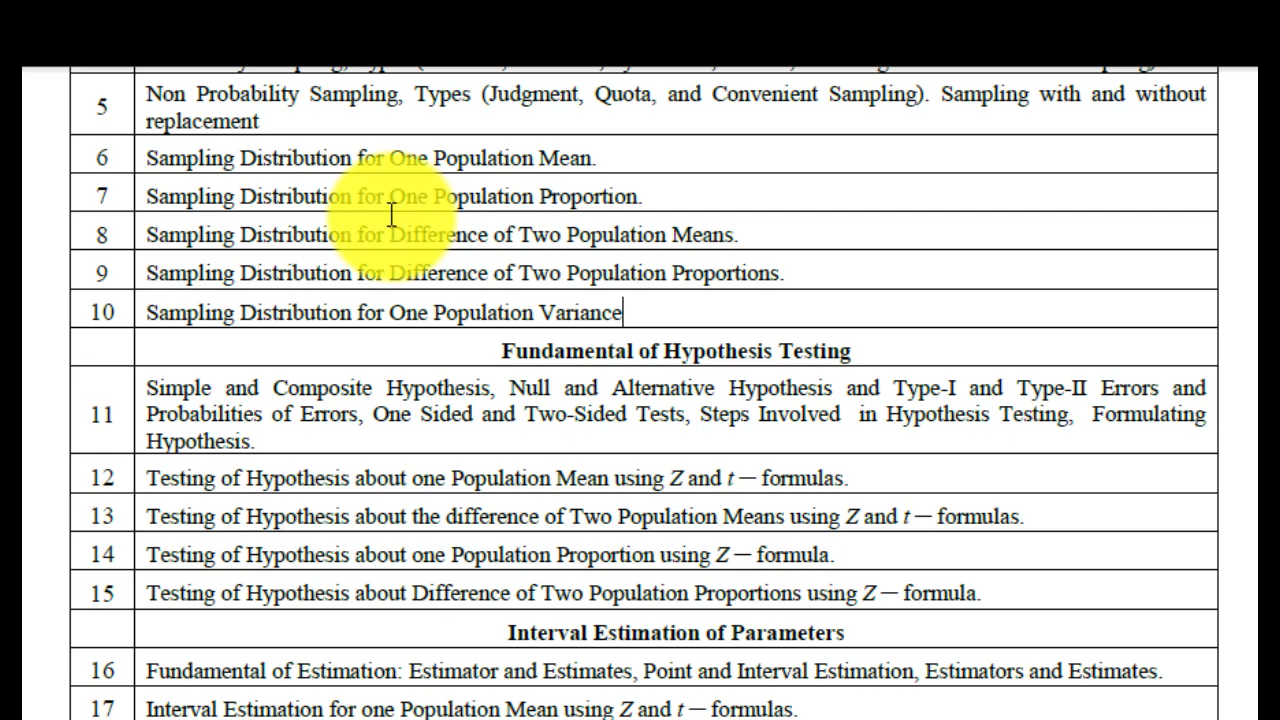 5 Non Probability Sampling, Types (Judgment, Quota, and Convenient Sampling). Sampling with and without
replacement
6 Sampling Distribution for One Population Mean.
7 Sampling Distribution for One Population Proportion.
8 Sampling Distribution for Difference of Two Population Means.
9 Sampling Distribution for Difference of Two Population Proportions.
10 Sampling Distribution for One Population Variance
Fundamental of Hypothesis Testing
Simple and Composite Hypothesis, Null and Alternative Hypothesis and Type-I and Type-II Errors and
11 Probabilities of Errors, One Sided and Two-Sided Tests, Steps Involved in Hypothesis Testing, Formulating
Hypothesis.
12 Testing of Hypothesis about one Population Mean using Z and t — formulas.
13 Testing of Hypothesis about the difference of Two Population Means using Z and t — formulas.
14 Testing of Hypothesis about one Population Proportion using Z — formula.
15 Testing of Hypothesis about Difference of Two Population Proportions using Z — formula.
Interval Estimation of Parameters
16 Fundamental of Estimation: Estimator and Estimates, Point and Interval Estimation, Estimators and Estimates.
17 Interval Estimation for one Population Mean using Z and t — formulas.